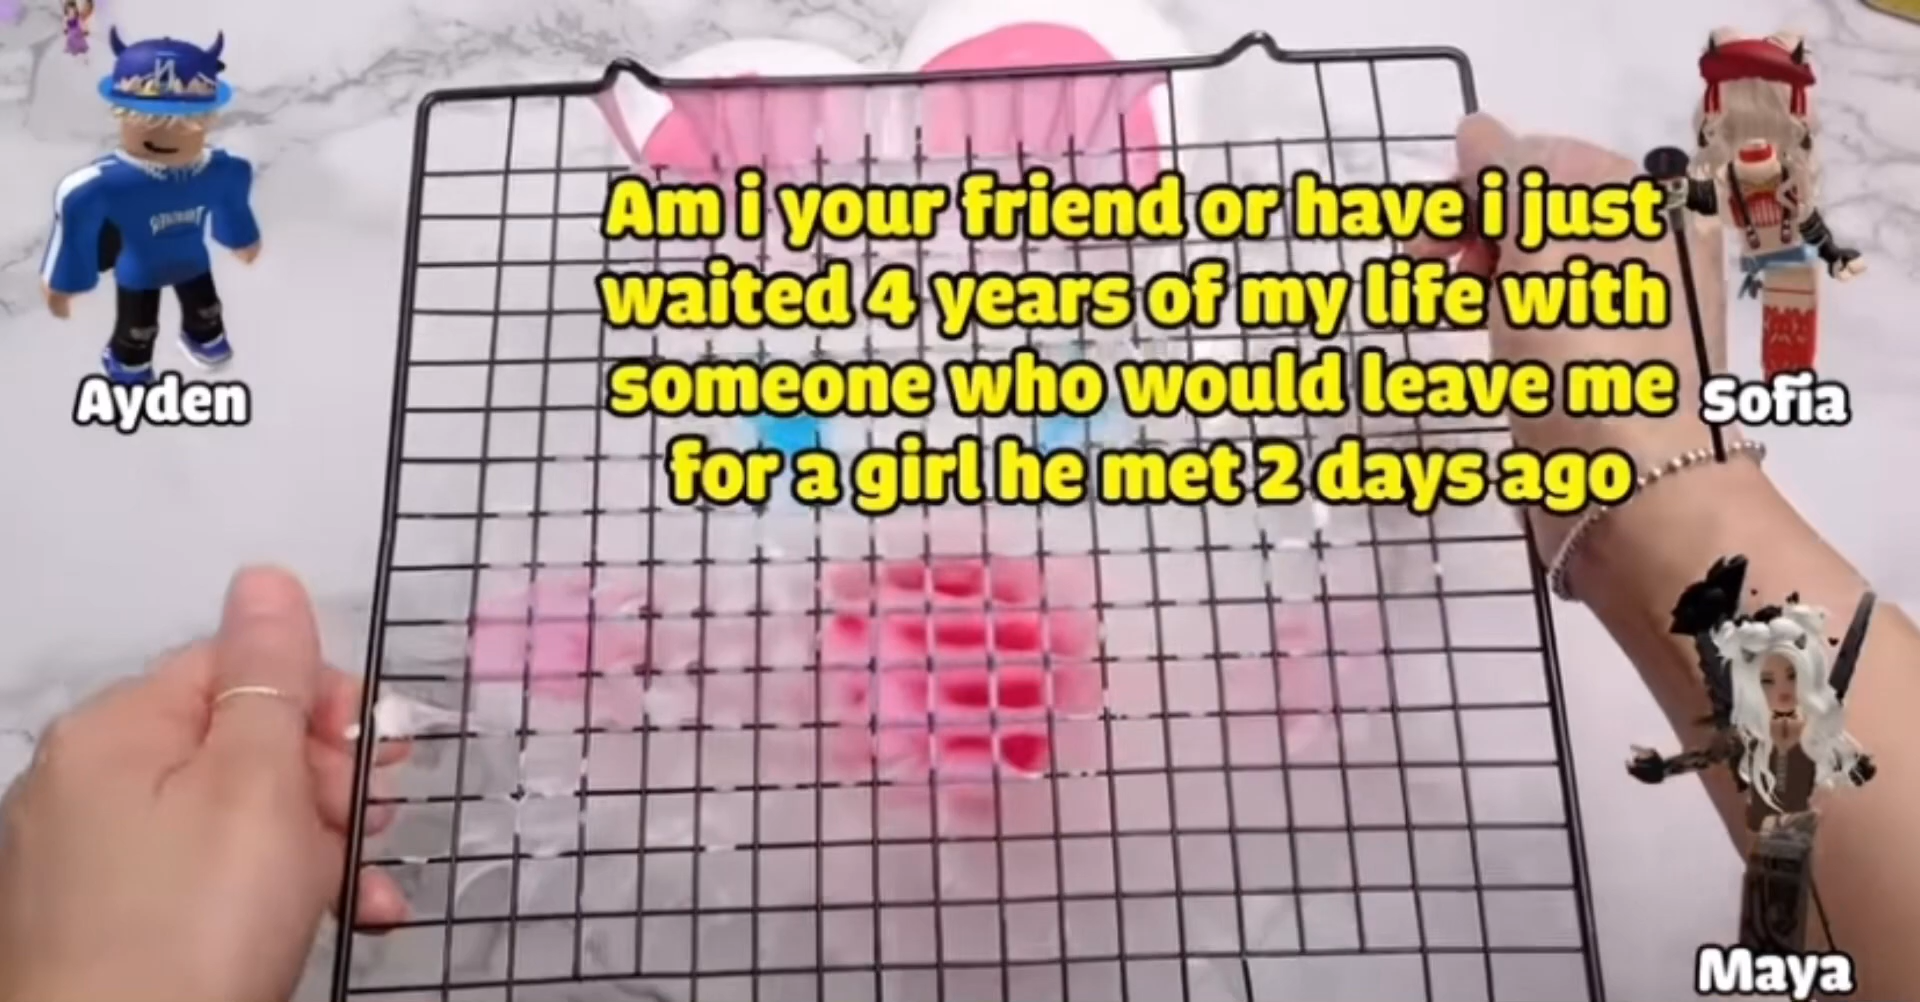 Am i your friend or have i just
waited 4 years of my life with
someone who would leave me
for a girl he met 2 days ago
Ayden
Sofia
Maya